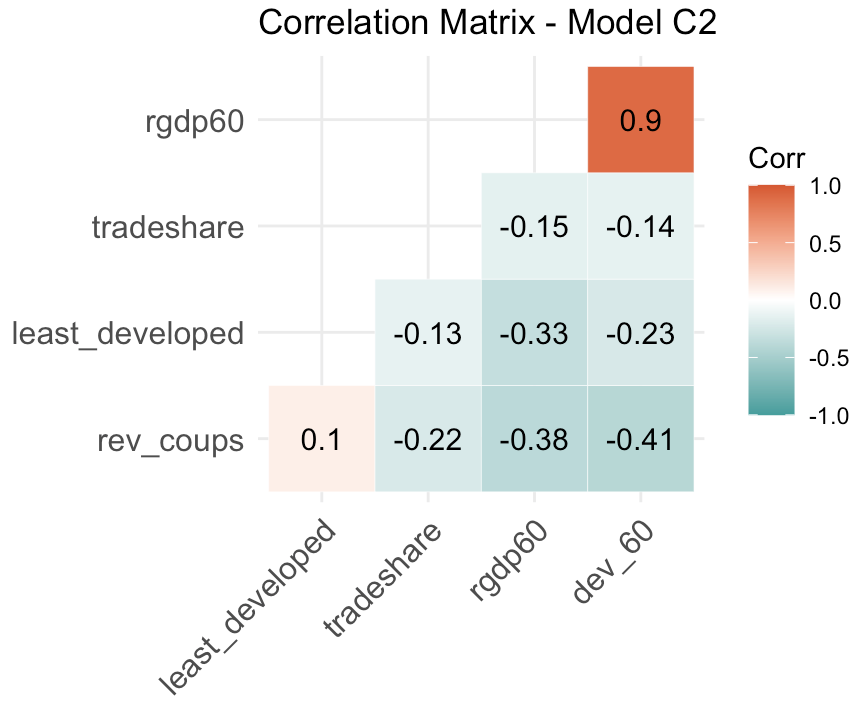 Correlation Matrix - Model C2
rgdp60 0.9
tradeshare -0.15 -0.14
least_developed -0.13 -0.33 -0.23
rev_coups 0.1 -0.22 -0.38 -0.41
least_developed tradeshare rgdp60 dev_60
Corr
1.0
0.5
0.0
-0.5
-1.0